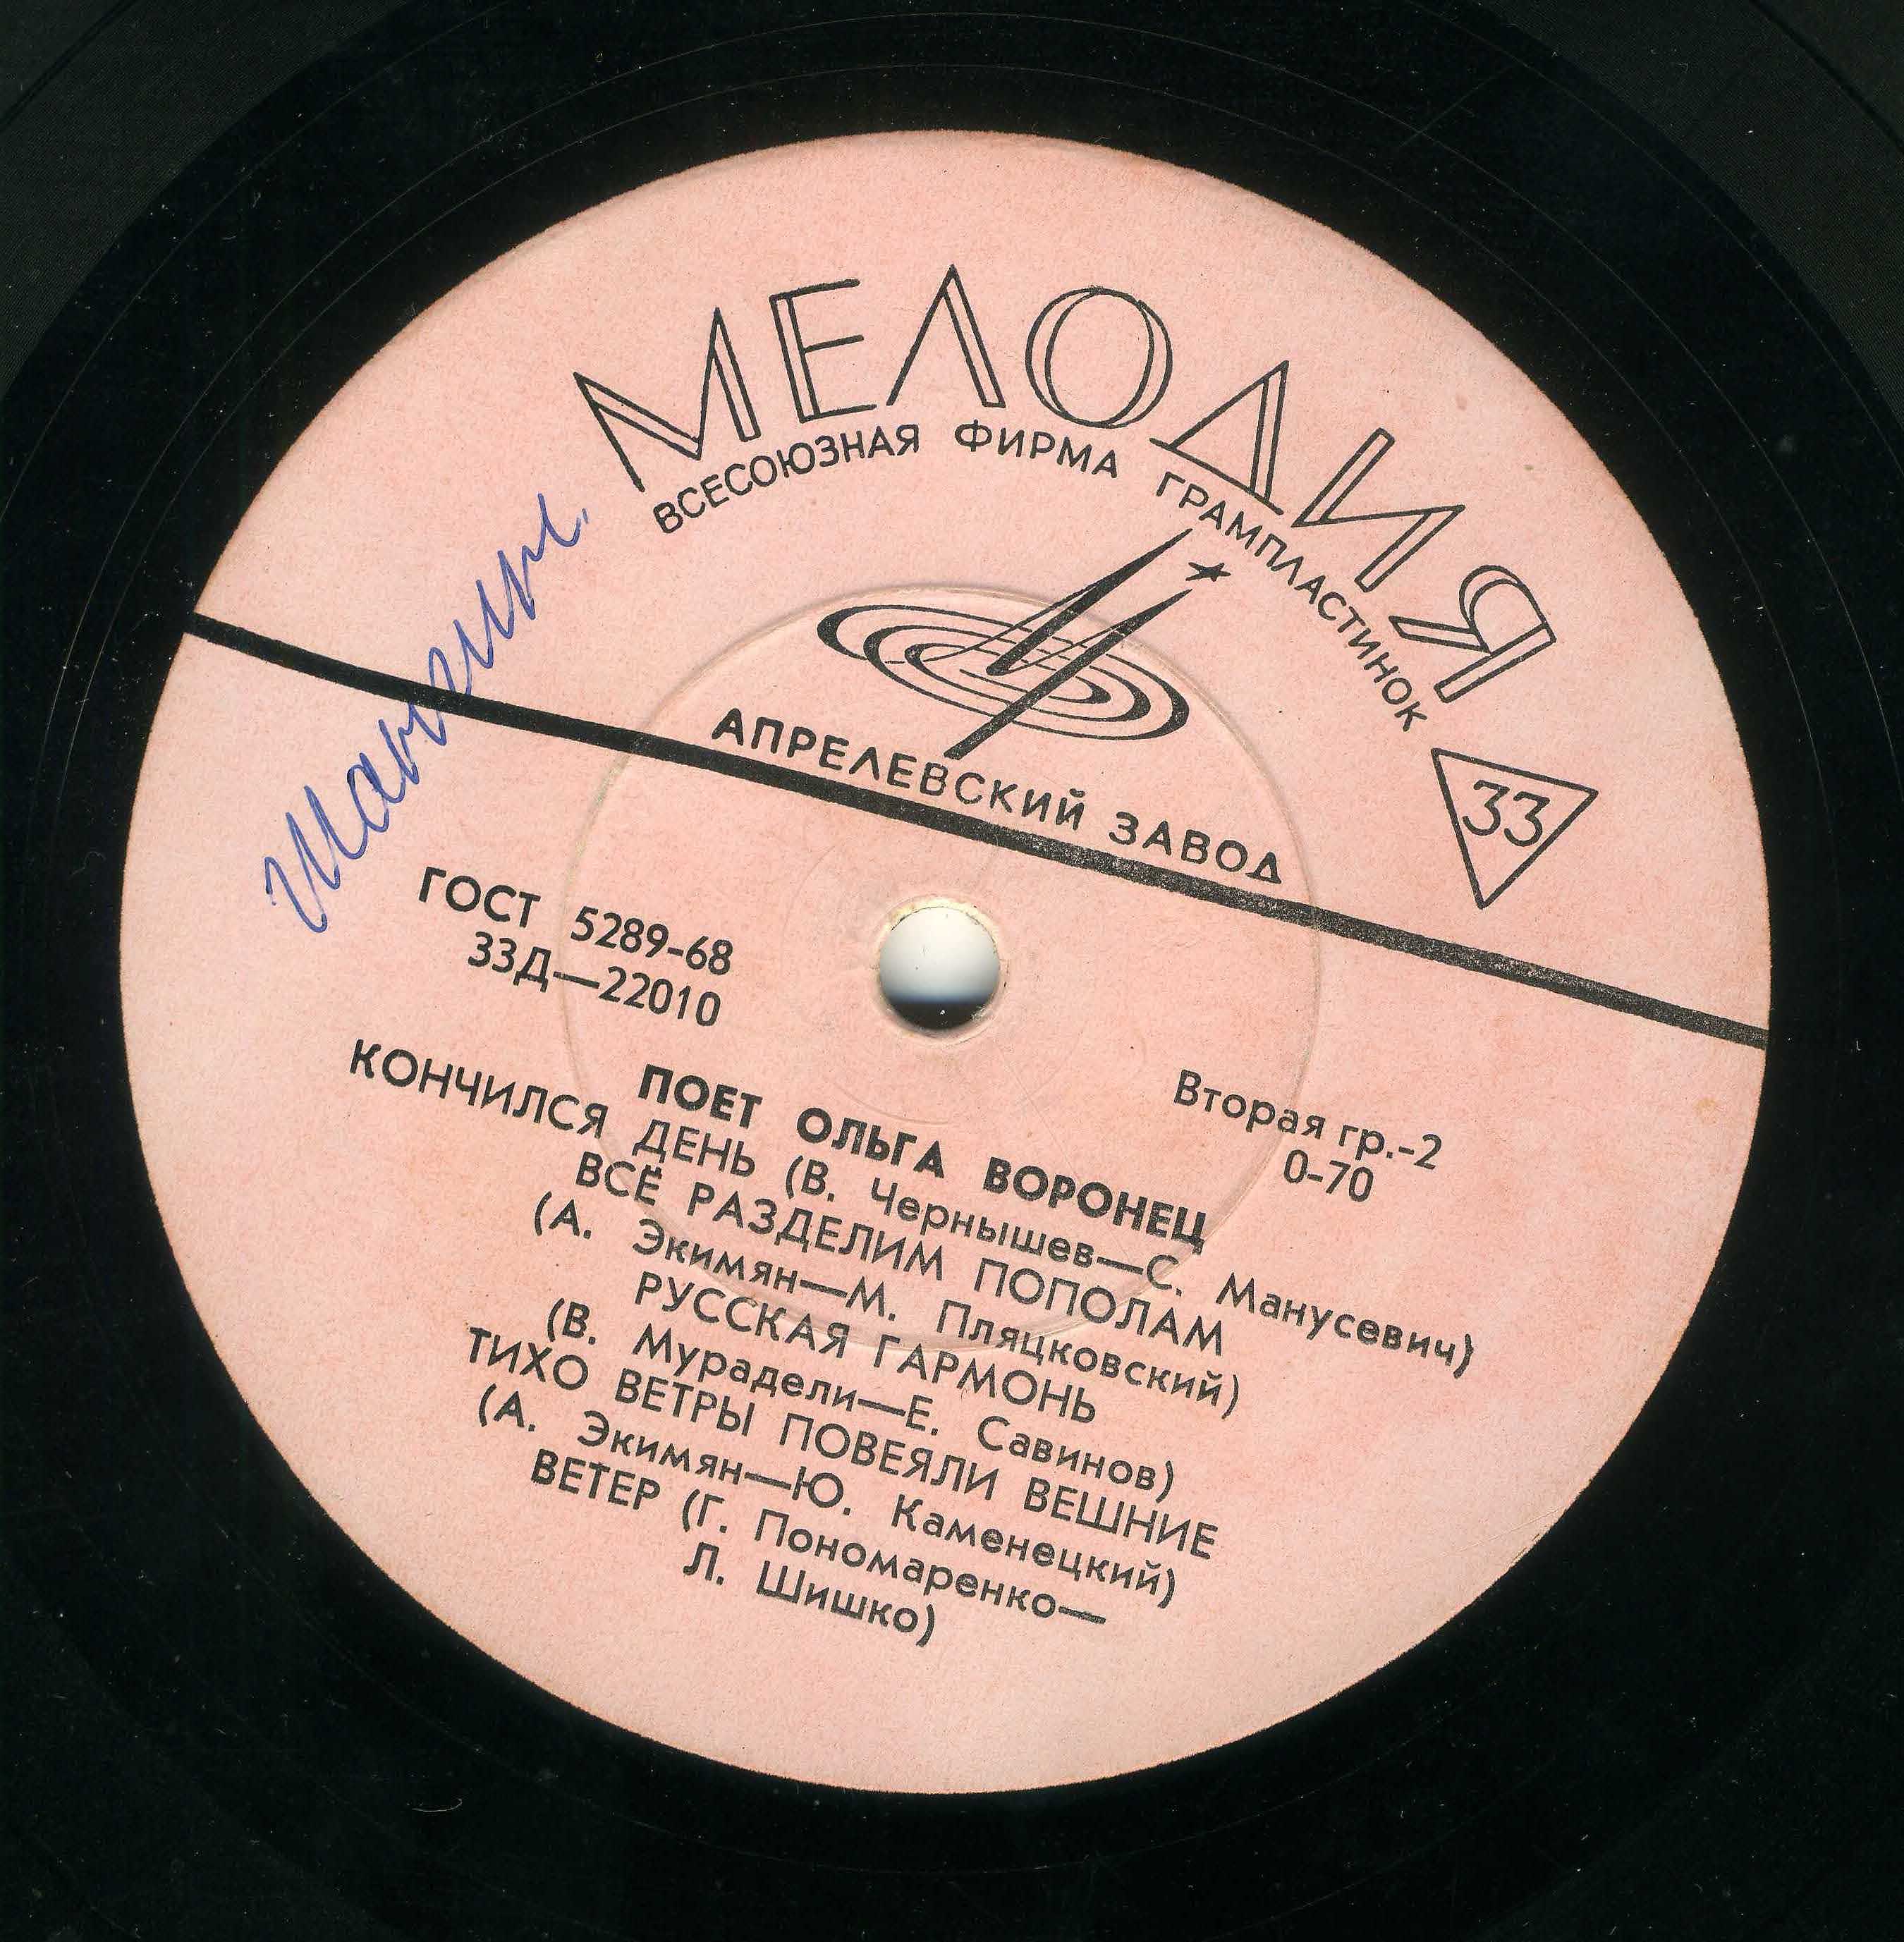 МЕЛОДИЯ
ВСЕСОЮЗНАЯ ФИРМА ГРАМПЛАСТИНОК
33
АПРЕЛЕВСКИЙ ЗАВОД
ГОСТ 5289-68
33Д—22010
Вторая гр.-2
0-70
ПОЕТ ОЛЬГА ВОРОНЕЦ
КОНЧИЛСЯ ДЕНЬ (В. Чернышев—С. Манусевич)
ВСЁ РАЗДЕЛИМ ПОПОЛАМ
(А. Экимян—М. Пляцковский)
РУССКАЯ ГАРМОНЬ
(В. Мурадели—Е. Савинов)
ТИХО ВЕТРЫ ПОВЕЯЛИ ВЕШНИЕ
(А. Экимян—Ю. Каменецкий)
ВЕТЕР (Г. Пономаренко—
Л. Шишко)